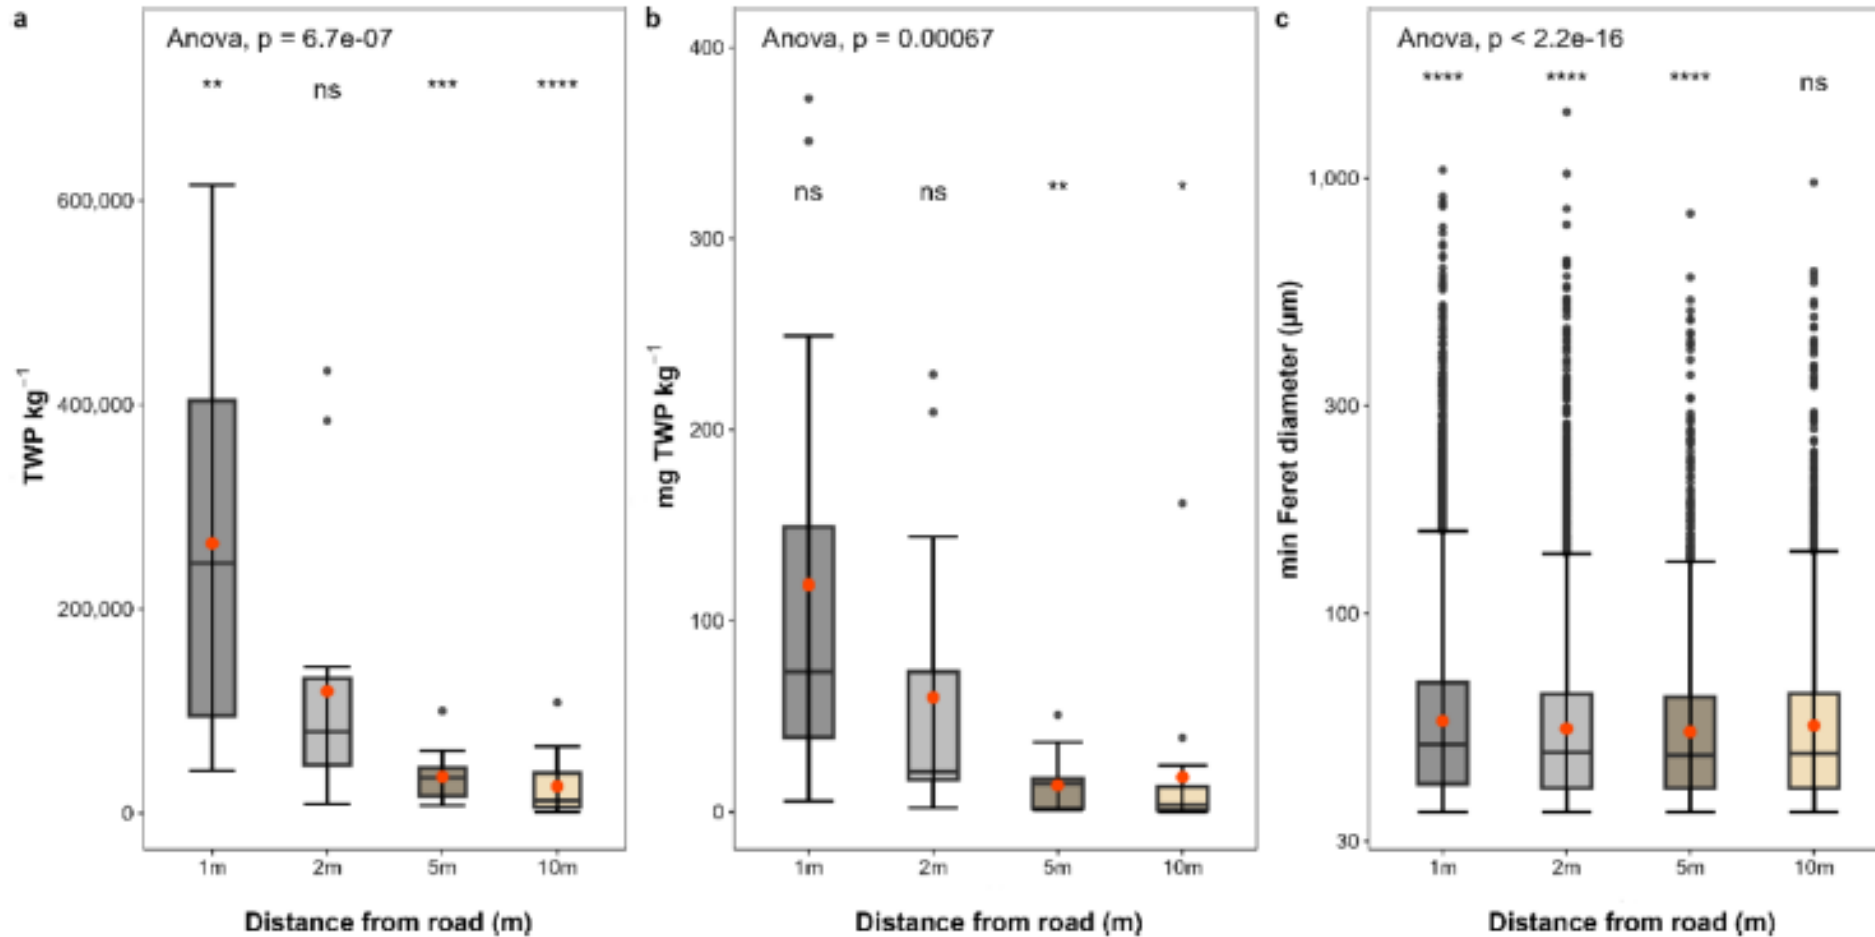 a
Anova, p = 6.7e-07
** ns *** ****
600,000
400,000
200,000
0
TWP kg⁻¹
1m 2m 5m 10m
Distance from road (m)
b
Anova, p = 0.00067
ns ns ** *
400
300
200
100
0
mg TWP kg⁻¹
1m 2m 5m 10m
Distance from road (m)
c
Anova, p < 2.2e-16
**** **** **** ns
1,000
300
100
30
min Feret diameter (µm)
1m 2m 5m 10m
Distance from road (m)